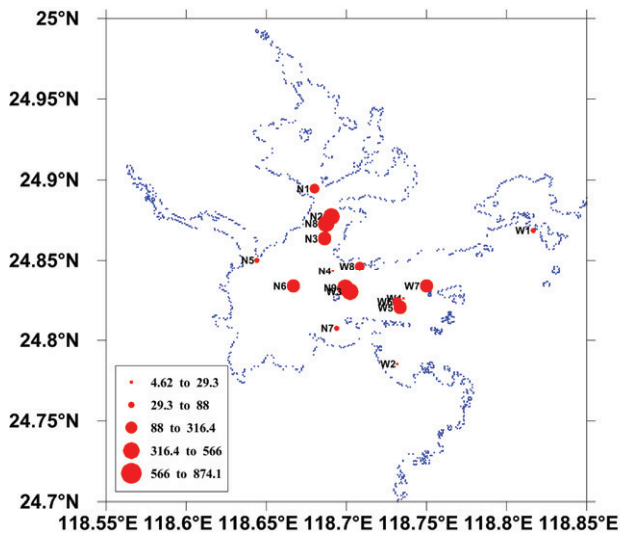 25°N
24.95°N
24.9°N
24.85°N
24.8°N
24.75°N
24.7°N
N1
N2
N8
N3
W1
N5
N4
W8
N6
W3
W7
W5
N7
W2
4.62 to 29.3
29.3 to 88
88 to 316.4
316.4 to 566
566 to 874.1
118.55°E 118.6°E 118.65°E 118.7°E 118.75°E 118.8°E 118.85°E